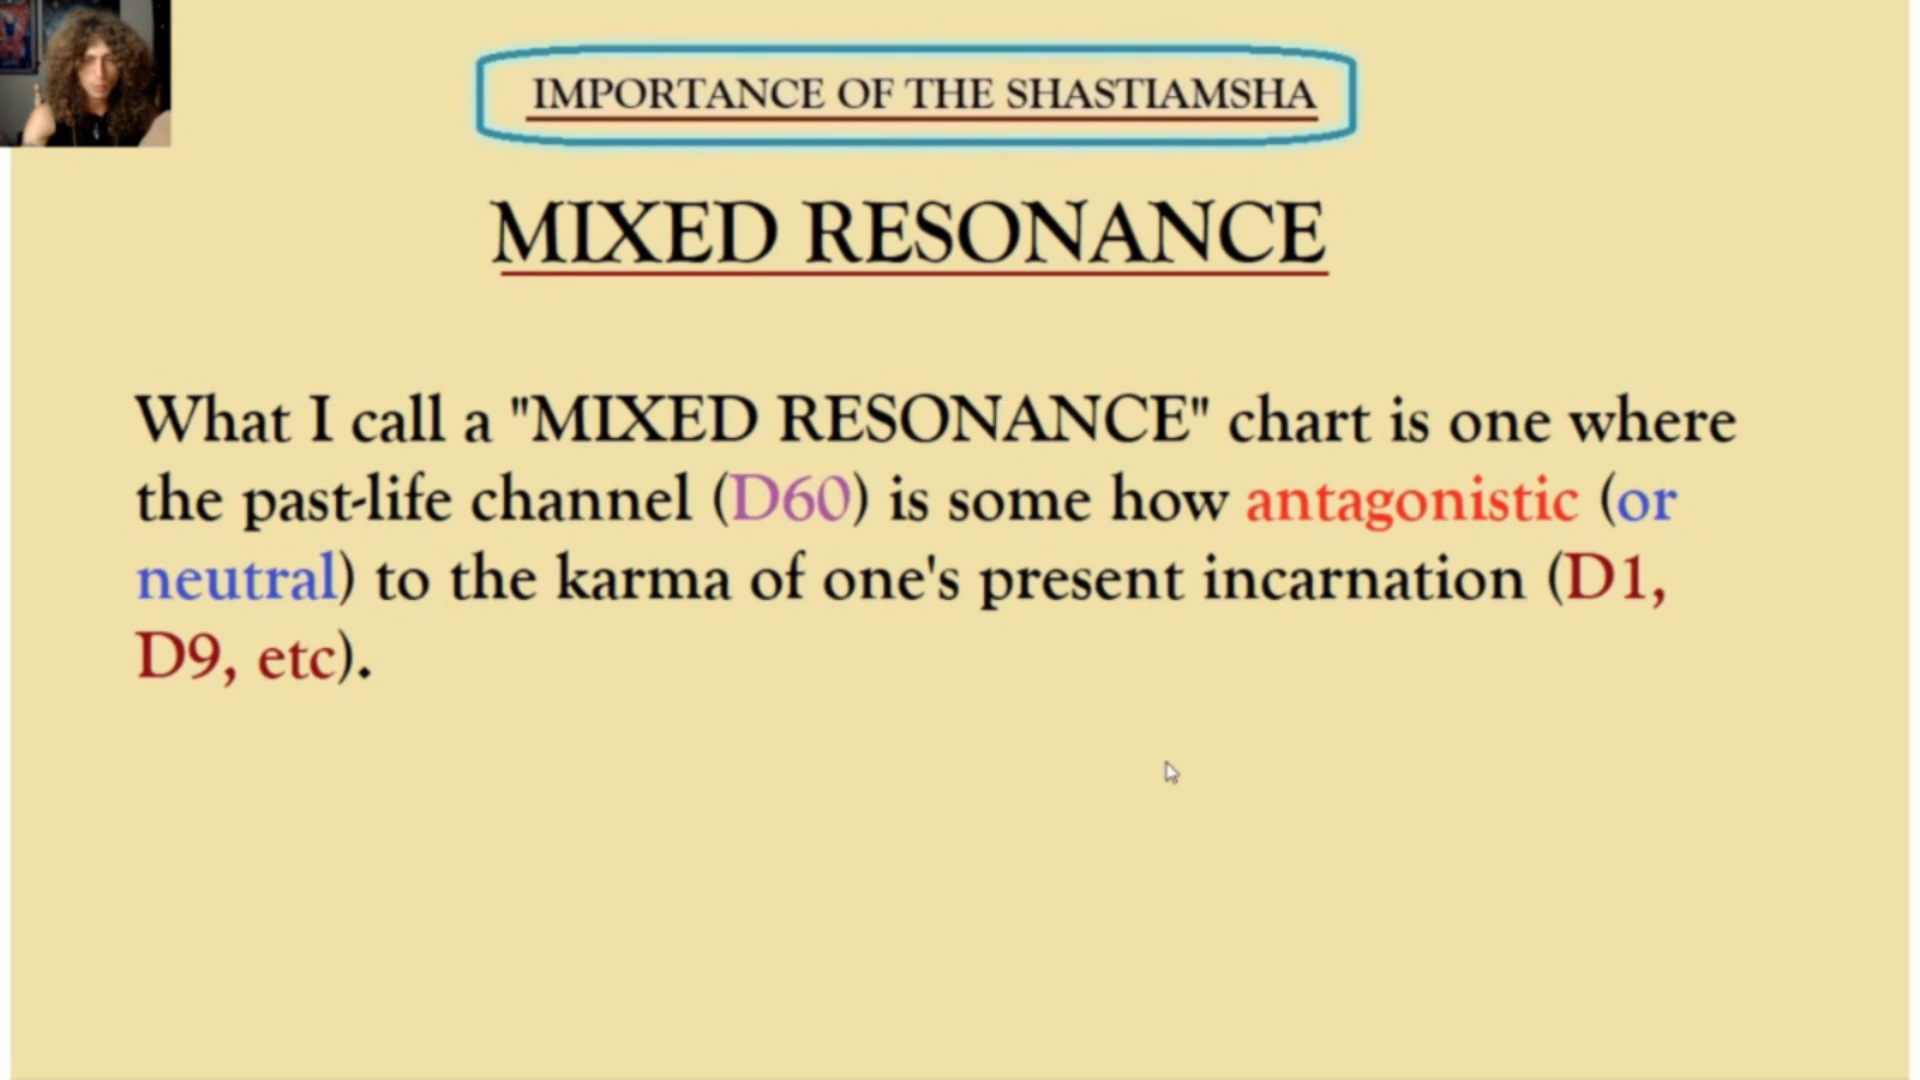 IMPORTANCE OF THE SHASTIAMSHA
MIXED RESONANCE
What I call a "MIXED RESONANCE" chart is one where
the past-life channel (D60) is some how antagonistic (or
neutral) to the karma of one's present incarnation (D1,
D9, etc).